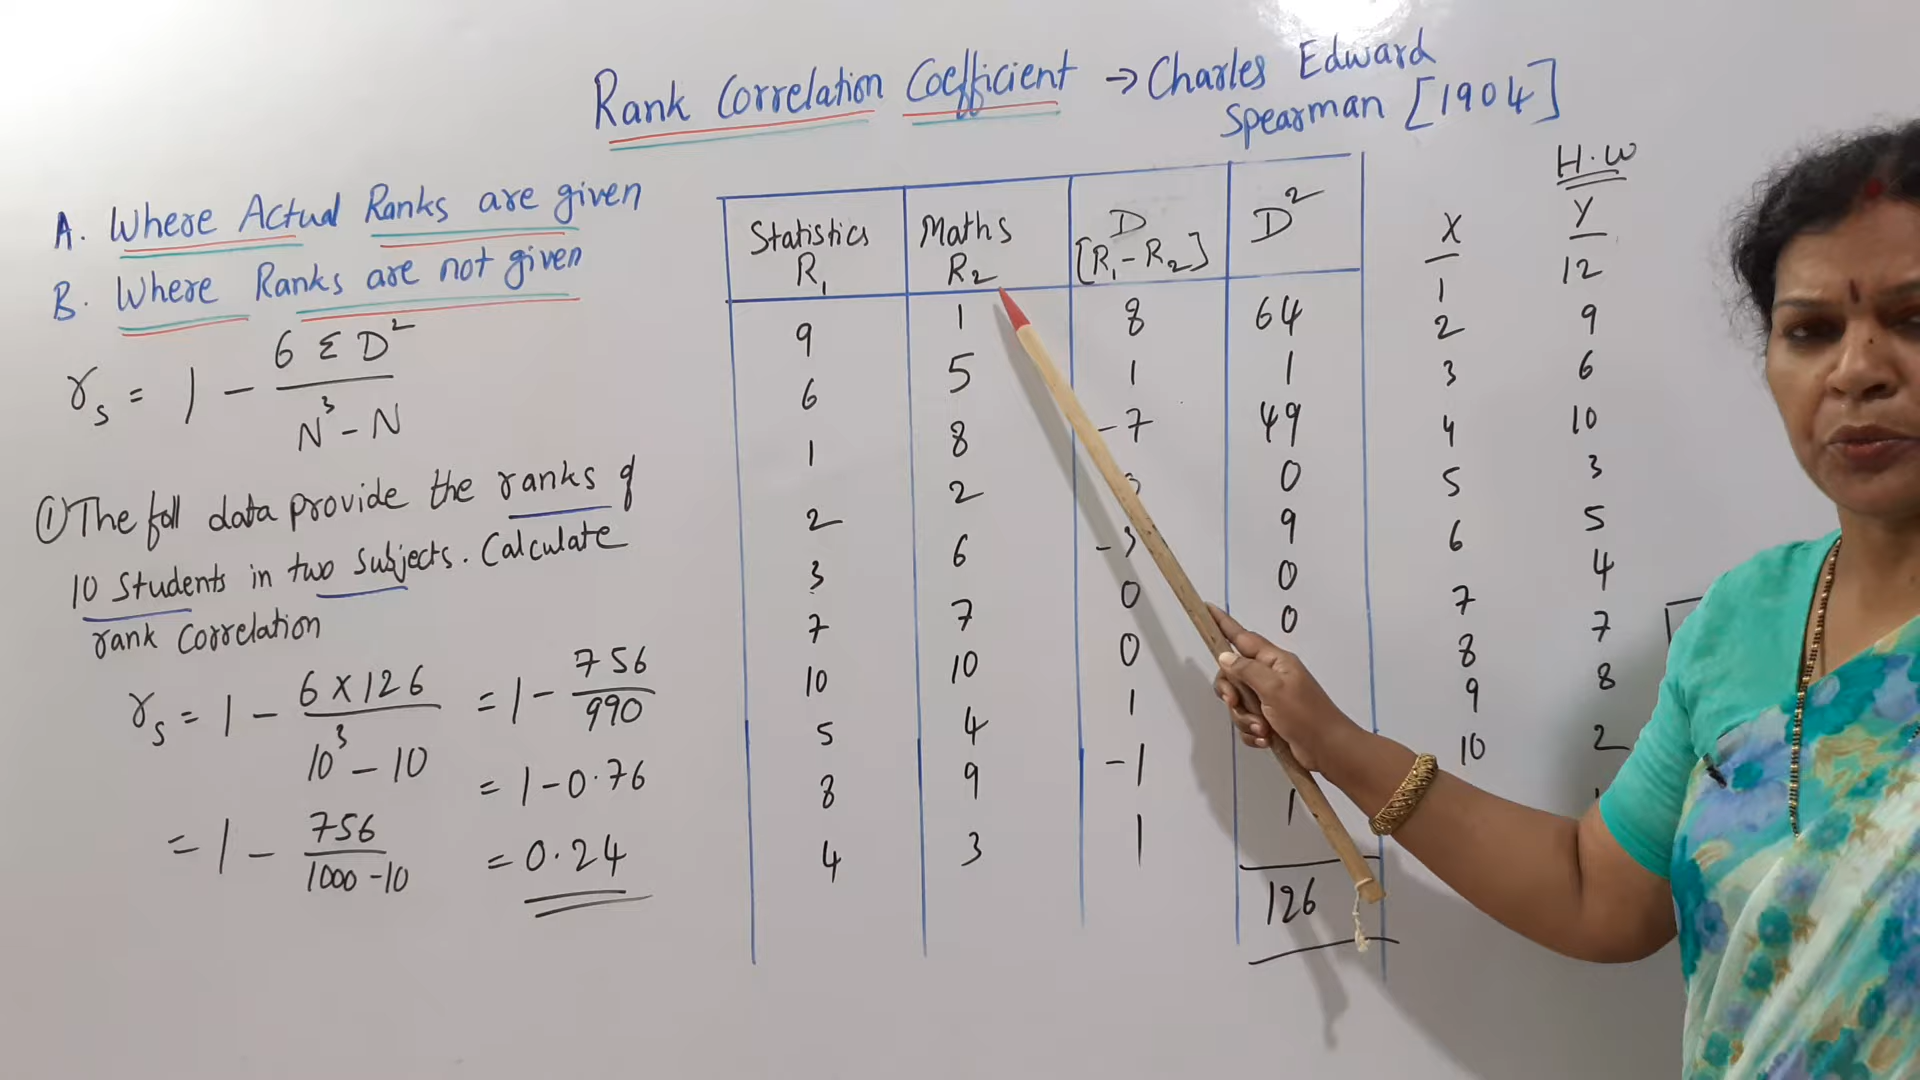 Rank Correlation Coefficient → Charles Edward
Spearman [1904]
A. Where Actual Ranks are given
B. Where Ranks are not given
r_s = 1 - 6 Σ D² / N³ - N
① The foll data provide the ranks of
10 Students in two subjects. Calculate
rank Correlation
r_s = 1 - 6 X 126 / 10³ - 10 = 1 - 756 / 990
= 1 - 0.76
= 1 - 756 / 1000 - 10
= 0.24
Statistics R₁ Maths R₂ D [R₁ - R₂] D²
9 1 8 64
6 5 1 1
1 8 -7 49
2 2 0
3 6 -3 9
7 7 0 0
10 10 0 0
5 4 1
8 9 -1 1
4 3 1
126
H.W
X Y
1 12
2 9
3 6
4 10
5 3
6 5
7 4
8 7
9 8
10 2